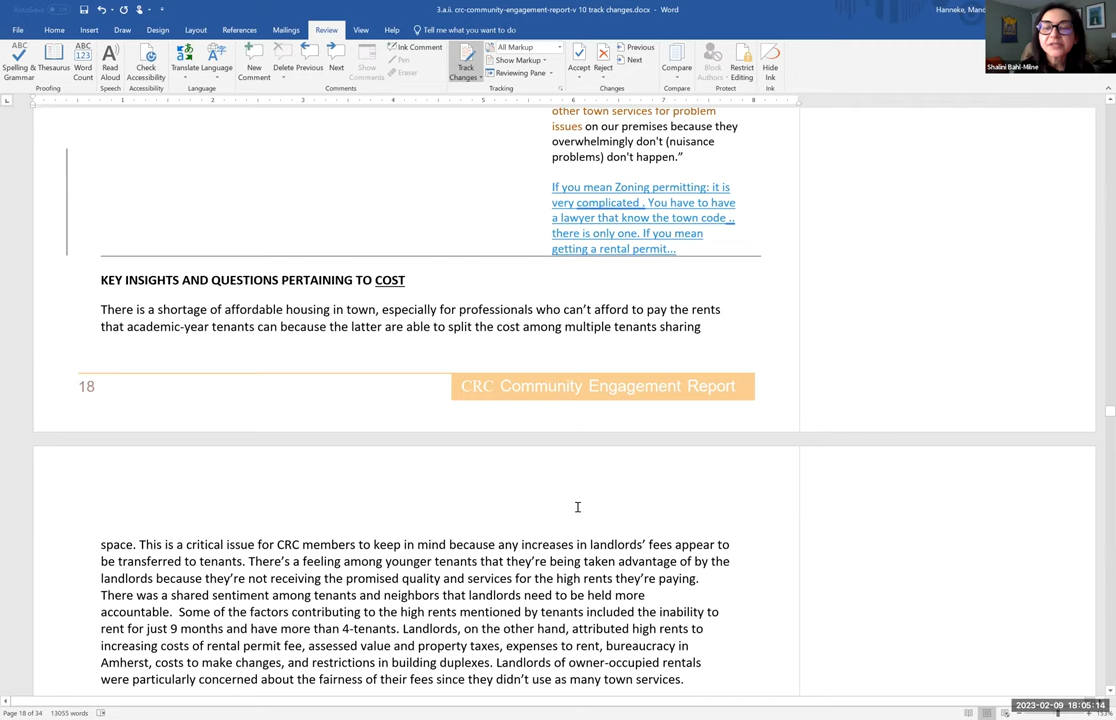 AutoSave
3.a.ii. crc-community-engagement-report-v 10 track changes.docx - Word
Hanneke, Manc
File Home Insert Draw Design Layout References Mailings Review View Help Tell me what you want to do
Spelling & Grammar
Thesaurus
Word Count
Read Aloud
Check Accessibility
Translate
Language
New Comment
Delete
Previous
Next
Show Comments
Ink Comment
Pen
Eraser
Track Changes
All Markup
Show Markup
Reviewing Pane
Accept
Reject
Previous
Next
Compare
Block Authors
Restrict Editing
Hide Ink
Proofing Speech Accessibility Language Comments Tracking Changes Compare Protect Ink
Shalini Bahl-Milne
1 2 3 4 5 6 7 8
other town services for problem
issues on our premises because they
overwhelmingly don't (nuisance
problems) don't happen.”
If you mean Zoning permitting: it is
very complicated . You have to have
a lawyer that know the town code ..
there is only one. If you mean
getting a rental permit...
KEY INSIGHTS AND QUESTIONS PERTAINING TO COST
There is a shortage of affordable housing in town, especially for professionals who can’t afford to pay the rents
that academic-year tenants can because the latter are able to split the cost among multiple tenants sharing
18
CRC Community Engagement Report
space. This is a critical issue for CRC members to keep in mind because any increases in landlords’ fees appear to
be transferred to tenants. There’s a feeling among younger tenants that they’re being taken advantage of by the
landlords because they’re not receiving the promised quality and services for the high rents they’re paying.
There was a shared sentiment among tenants and neighbors that landlords need to be held more
accountable. Some of the factors contributing to the high rents mentioned by tenants included the inability to
rent for just 9 months and have more than 4-tenants. Landlords, on the other hand, attributed high rents to
increasing costs of rental permit fee, assessed value and property taxes, expenses to rent, bureaucracy in
Amherst, costs to make changes, and restrictions in building duplexes. Landlords of owner-occupied rentals
were particularly concerned about the fairness of their fees since they didn’t use as many town services.
Page 18 of 34 13055 words
2023-02-09 18:05:14